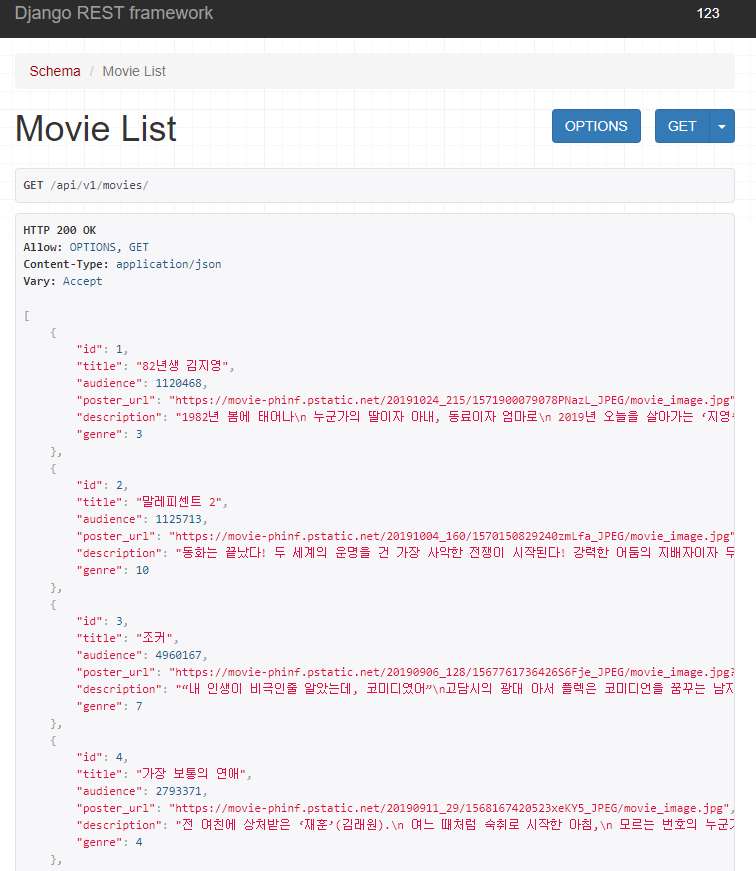 Django REST framework 123
Schema / Movie List
Movie List
OPTIONS GET
GET /api/v1/movies/
HTTP 200 OK
Allow: OPTIONS, GET
Content-Type: application/json
Vary: Accept
[
{
"id": 1,
"title": "82년생 김지영",
"audience": 1120468,
"poster_url": "https://movie-phinf.pstatic.net/20191024_215/1571900079078PNazL_JPEG/movie_image.jpg"
"description": "1982년 봄에 태어나\n 누군가의 딸이자 아내, 동료이자 엄마로\n 2019년 오늘을 살아가는 ‘지영
"genre": 3
},
{
"id": 2,
"title": "말레피센트 2",
"audience": 1125713,
"poster_url": "https://movie-phinf.pstatic.net/20191004_160/1570150829240zmLfa_JPEG/movie_image.jpg"
"description": "동화는 끝났다! 두 세계의 운명을 건 가장 사악한 전쟁이 시작된다! 강력한 어둠의 지배자이자 두
"genre": 10
},
{
"id": 3,
"title": "조커",
"audience": 4960167,
"poster_url": "https://movie-phinf.pstatic.net/20190906_128/1567761736426S6Fje_JPEG/movie_image.jpg?
"description": "“내 인생이 비극인줄 알았는데, 코미디였어”\n고담시의 광대 아서 플렉은 코미디언을 꿈꾸는 남자
"genre": 7
},
{
"id": 4,
"title": "가장 보통의 연애",
"audience": 2793371,
"poster_url": "https://movie-phinf.pstatic.net/20190911_29/1568167420523xeKY5_JPEG/movie_image.jpg",
"description": "전 여친에 상처받은 ‘재훈’(김래원).\n 여느 때처럼 숙취로 시작한 아침,\n 모르는 번호의 누군가
"genre": 4
},